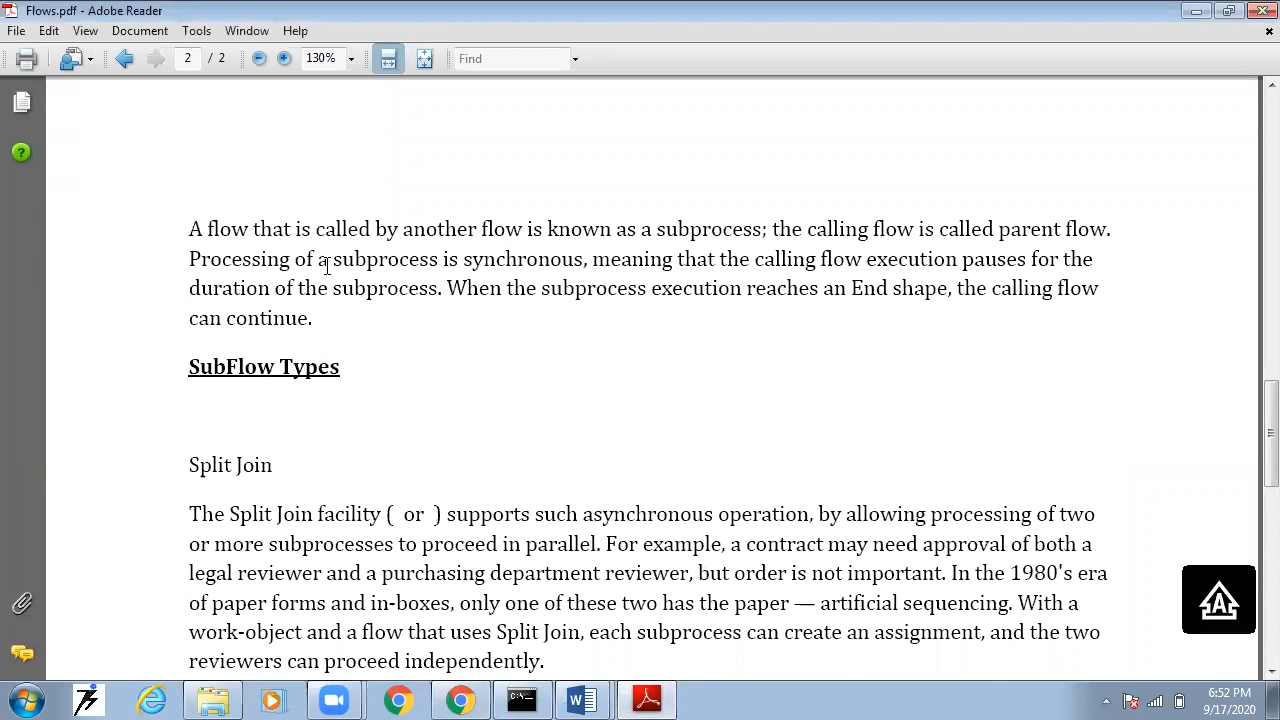 Flows.pdf - Adobe Reader
File Edit View Document Tools Window Help
2 / 2 130% Find
A flow that is called by another flow is known as a subprocess; the calling flow is called parent flow.
Processing of a subprocess is synchronous, meaning that the calling flow execution pauses for the
duration of the subprocess. When the subprocess execution reaches an End shape, the calling flow
can continue.
SubFlow Types
Split Join
The Split Join facility (  or  ) supports such asynchronous operation, by allowing processing of two
or more subprocesses to proceed in parallel. For example, a contract may need approval of both a
legal reviewer and a purchasing department reviewer, but order is not important. In the 1980's era
of paper forms and in-boxes, only one of these two has the paper — artificial sequencing. With a
work-object and a flow that uses Split Join, each subprocess can create an assignment, and the two
reviewers can proceed independently.
6:52 PM
9/17/2020